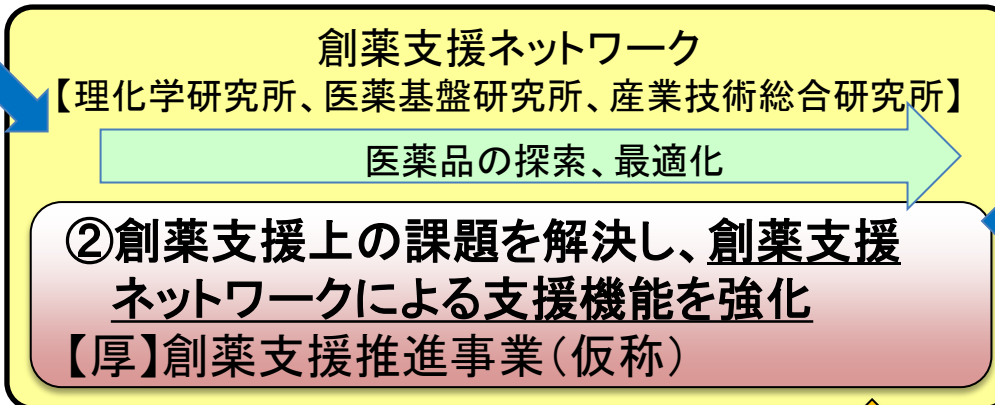 創薬支援ネットワーク
【理化学研究所、医薬基盤研究所、産業技術総合研究所】
医薬品の探索、最適化
②創薬支援上の課題を解決し、創薬支援
ネットワークによる支援機能を強化
【厚】創薬支援推進事業（仮称）